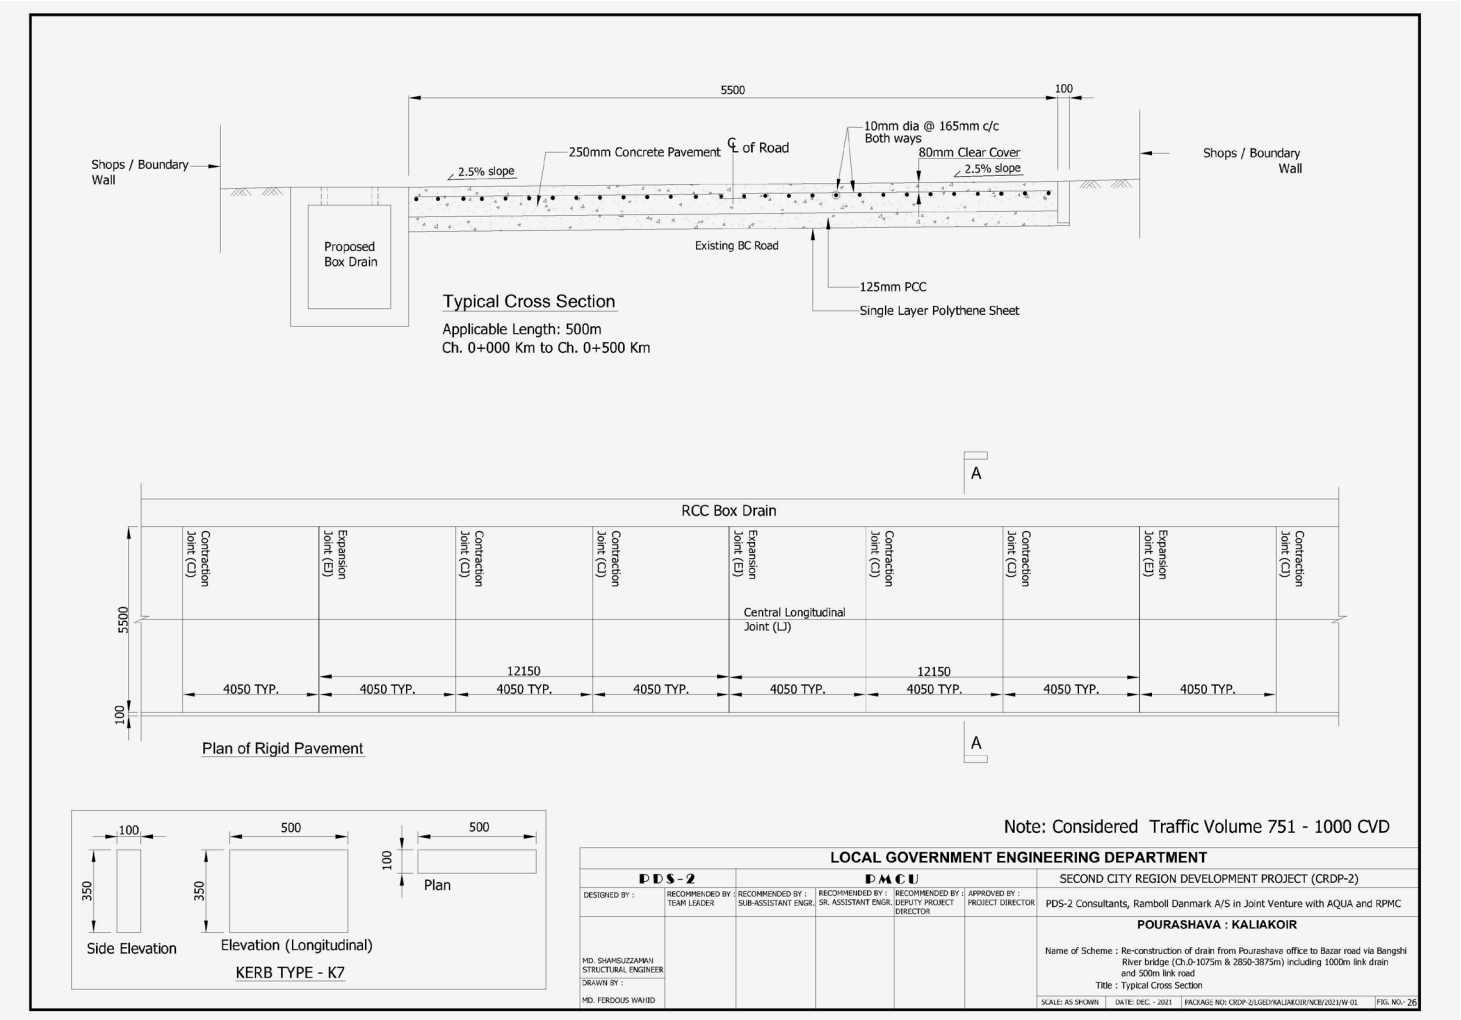 5500
100
10mm dia @ 165mm c/c
Both ways
250mm Concrete Pavement
℄ of Road
80mm Clear Cover
Shops / Boundary
Wall
Shops / Boundary
Wall
2.5% slope
2.5% slope
Proposed
Box Drain
Existing BC Road
125mm PCC
Single Layer Polythene Sheet
Typical Cross Section
Applicable Length: 500m
Ch. 0+000 Km to Ch. 0+500 Km
A
RCC Box Drain
Contraction
Joint (CJ)
Expansion
Joint (EJ)
Contraction
Joint (CJ)
Contraction
Joint (CJ)
Expansion
Joint (EJ)
Contraction
Joint (CJ)
Contraction
Joint (CJ)
Expansion
Joint (EJ)
Contraction
Joint (CJ)
5500
Central Longitudinal
Joint (LJ)
12150
12150
4050 TYP.
4050 TYP.
4050 TYP.
4050 TYP.
4050 TYP.
4050 TYP.
4050 TYP.
4050 TYP.
100
A
Plan of Rigid Pavement
100
350
Side Elevation
500
350
Elevation (Longitudinal)
500
100
Plan
KERB TYPE - K7
Note: Considered Traffic Volume 751 - 1000 CVD
LOCAL GOVERNMENT ENGINEERING DEPARTMENT
PDS-2
PMCU
SECOND CITY REGION DEVELOPMENT PROJECT (CRDP-2)
DESIGNED BY :
RECOMMENDED BY :
TEAM LEADER
RECOMMENDED BY :
SUB-ASSISTANT ENGR.
RECOMMENDED BY :
SR. ASSISTANT ENGR.
RECOMMENDED BY :
DEPUTY PROJECT
DIRECTOR
APPROVED BY :
PROJECT DIRECTOR
PDS-2 Consultants, Ramboll Danmark A/S in Joint Venture with AQUA and RPMC
POURASHAVA : KALIAKOIR
MD. SHAMSUZZAMAN
STRUCTURAL ENGINEER
DRAWN BY :
MD. FERDOUS WAHID
Name of Scheme : Re-construction of drain from Pourashava office to Bazar road via Bangshi
River bridge (Ch.0-1075m & 2850-3875m) including 1000m link drain
and 500m link road
Title : Typical Cross Section
SCALE: AS SHOWN
DATE: DEC. - 2021
PACKAGE NO: CRDP-2/LGED/KALIAKOIR/NCB/2021/W-01
FIG. NO.- 26